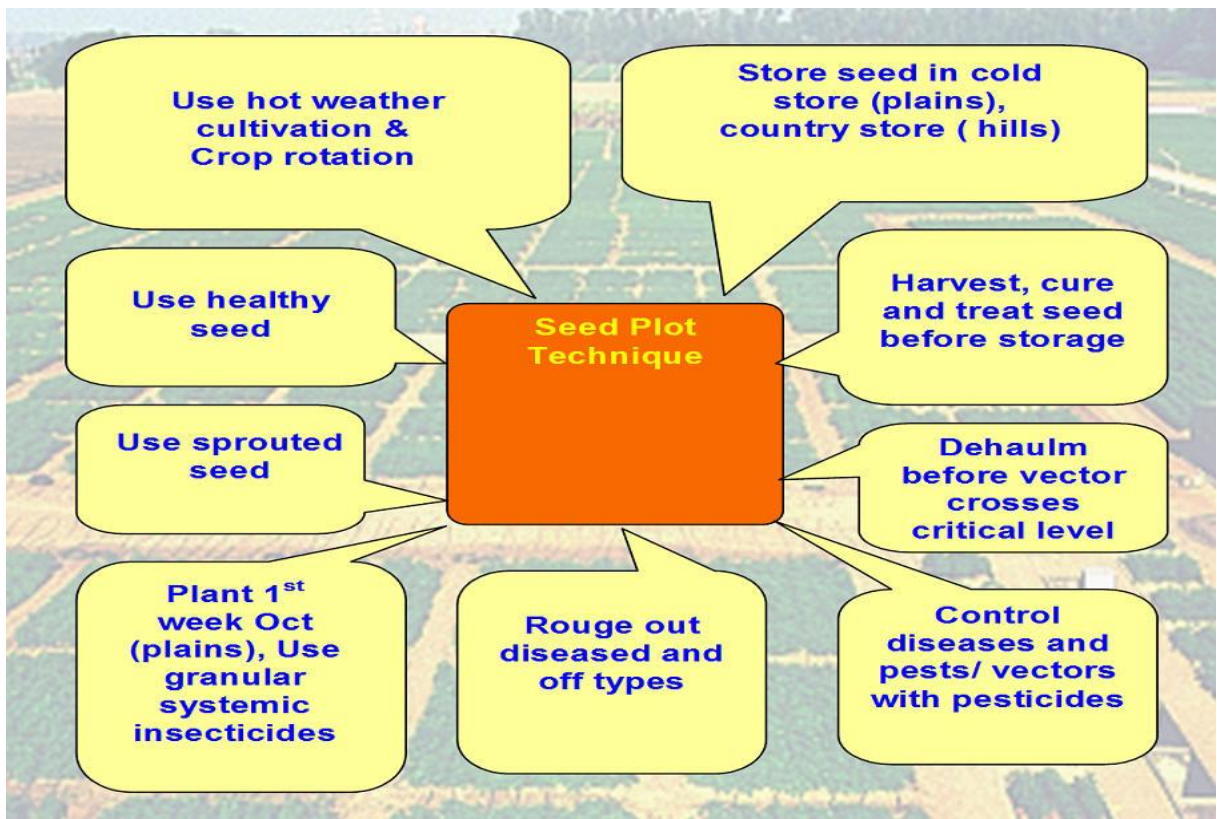 Use hot weather
cultivation &
Crop rotation
Store seed in cold
store (plains),
country store ( hills)
Use healthy
seed
Seed Plot
Technique
Harvest, cure
and treat seed
before storage
Use sprouted
seed
Dehaulm
before vector
crosses
critical level
Plant 1st
week Oct
(plains), Use
granular
systemic
insecticides
Rouge out
diseased and
off types
Control
diseases and
pests/ vectors
with pesticides